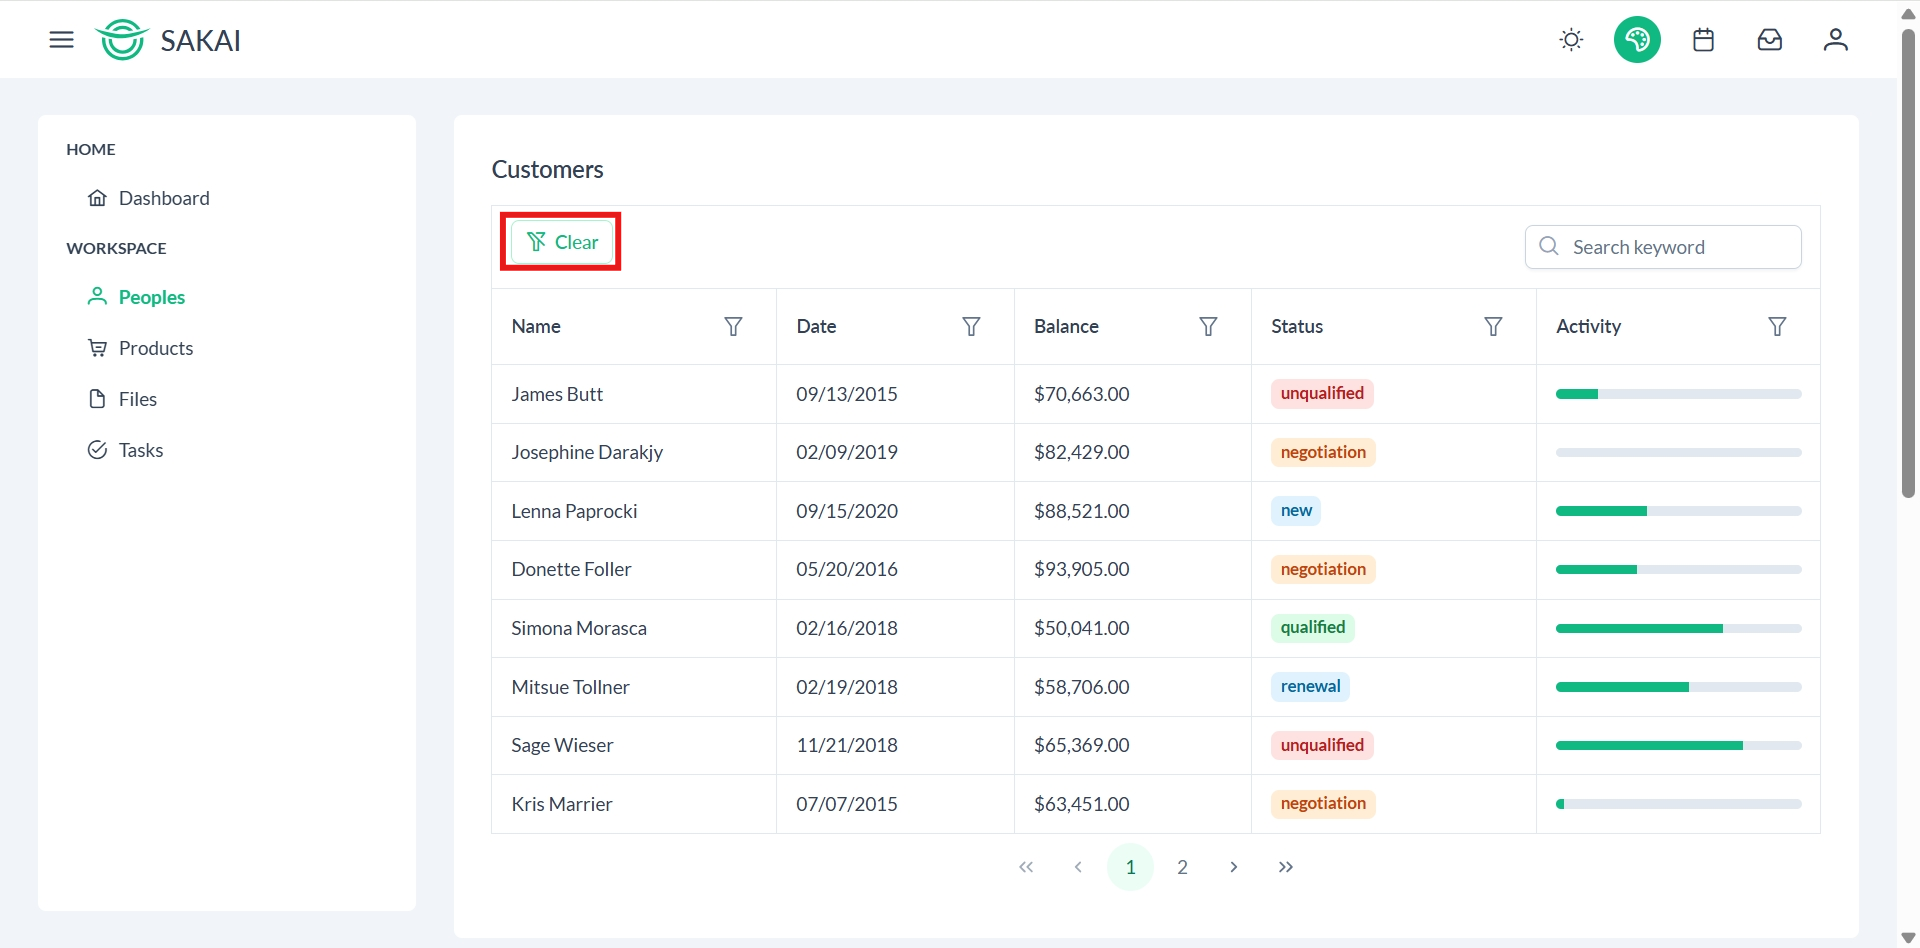 SAKAI
HOME
Dashboard
WORKSPACE
Peoples
Products
Files
Tasks
Customers
Clear
Search keyword
Name Date Balance Status Activity
James Butt 09/13/2015 $70,663.00 unqualified
Josephine Darakjy 02/09/2019 $82,429.00 negotiation
Lenna Paprocki 09/15/2020 $88,521.00 new
Donette Foller 05/20/2016 $93,905.00 negotiation
Simona Morasca 02/16/2018 $50,041.00 qualified
Mitsue Tollner 02/19/2018 $58,706.00 renewal
Sage Wieser 11/21/2018 $65,369.00 unqualified
Kris Marrier 07/07/2015 $63,451.00 negotiation
1 2